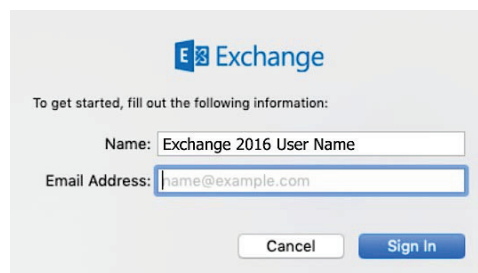 Exchange
To get started, fill out the following information:
Name: Exchange 2016 User Name
Email Address: name@example.com
Cancel Sign In